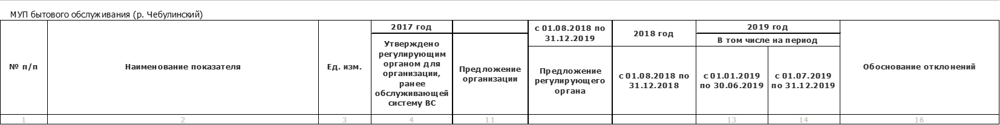 МУП бытового обслуживания (р. Чебулинский)
№ п/п
Наименование показателя
Ед. изм.
2017 год
Утверждено
регулирующим
органом для
организации,
ранее
обслуживающей
систему ВС
Предложение
организации
с 01.08.2018 по
31.12.2019
Предложение
регулирующего
органа
2018 год
с 01.08.2018 по
31.12.2018
2019 год
В том числе на период
с 01.01.2019
по 30.06.2019
с 01.07.2019
по 31.12.2019
Обоснование отклонений
1 2 3 4 11 13 14 16